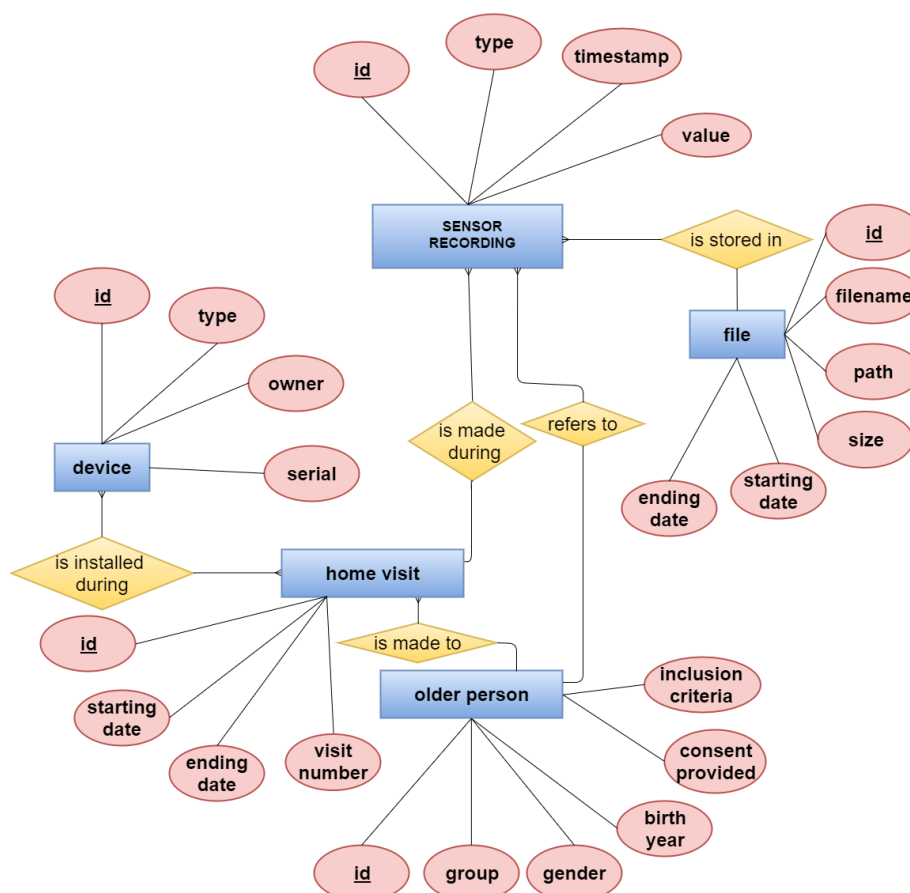 type
timestamp
id
value
SENSOR
RECORDING
is stored in
id
id
filename
type
file
path
owner
is made
during
refers to
size
device
serial
ending
date
starting
date
is installed
during
home visit
id
is made to
inclusion
criteria
older person
starting
date
ending
date
visit
number
consent
provided
birth
year
id
group
gender